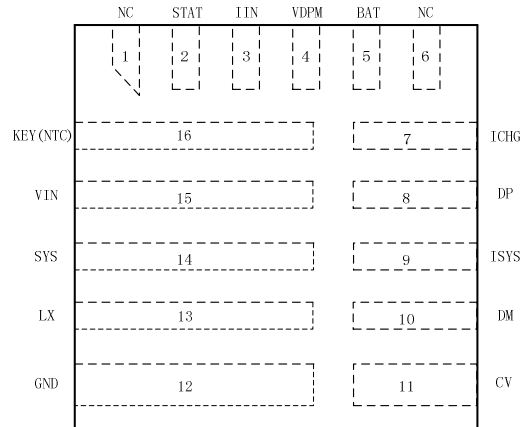 NC STAT IIN VDPM BAT NC
1 2 3 4 5 6
KEY(NTC) 16 7 ICHG
VIN 15 8 DP
SYS 14 9 ISYS
LX 13 10 DM
GND 12 11 CV